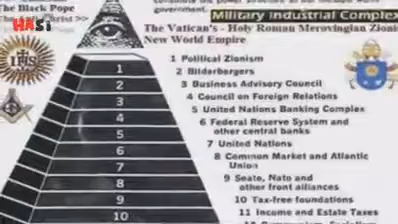 The Black Pope
HASI
government.
Military Industrial Complex
The Vatican's - Holy Roman Merovingian Zioni
New World Empire
IHS
1 Political Zionism
2 Bilderbergers
3 Business Advisory Council
4 Council on Foreign Relations
5 United Nations Banking Complex
6 Federal Reserve System and
other central banks
7 United Nations
8 Common Market and Atlantic
Union
9 Seato, Nato and
other front alliances
10 Tax-free foundations
11 Income and Estate Taxes
1
2
3
4
5
6
7
8
9
10
G